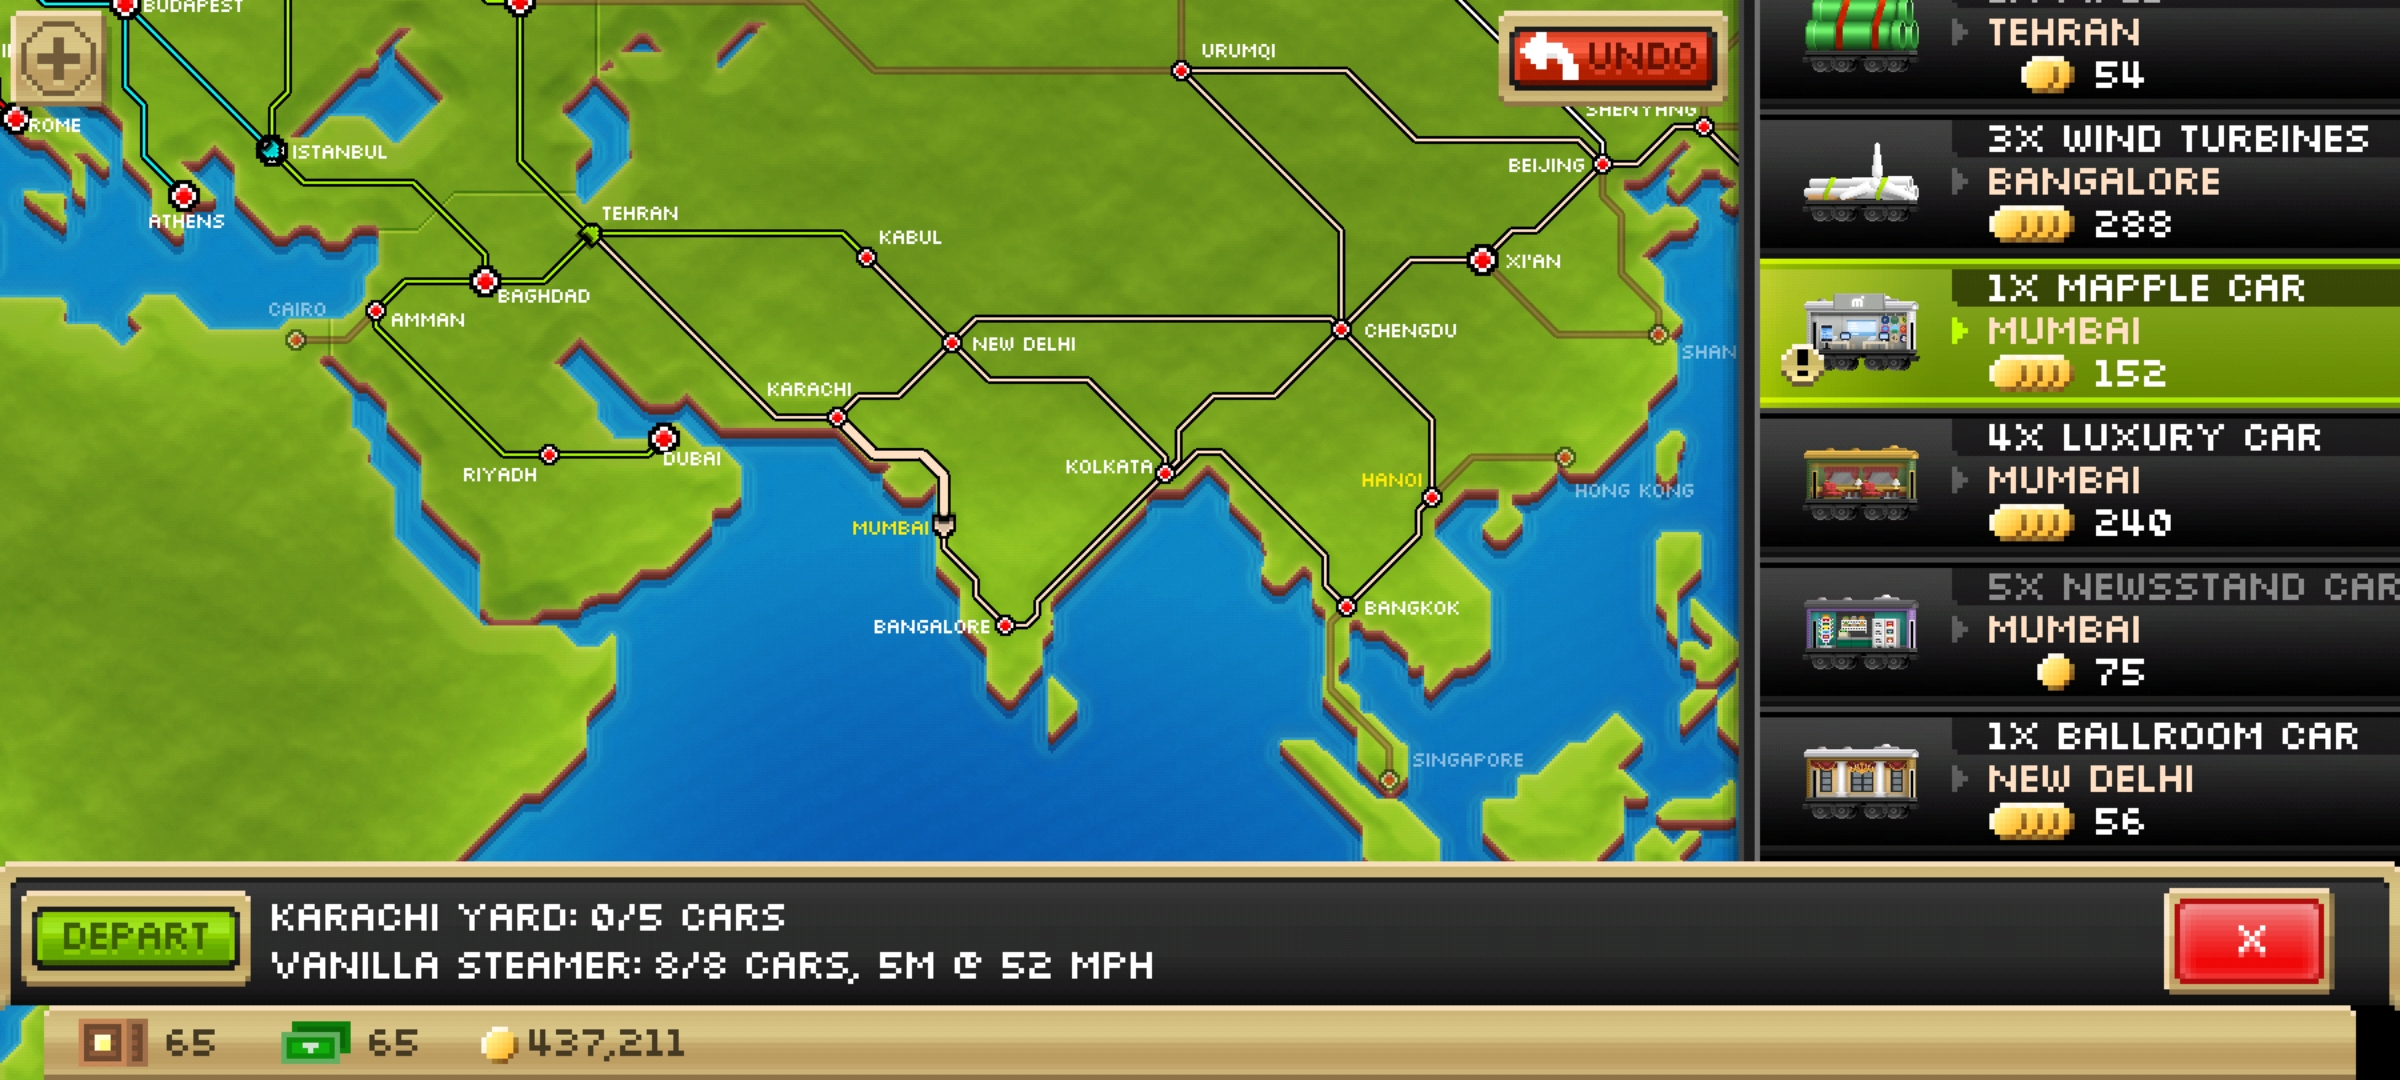 BUDAPEST
ROME
ISTANBUL
ATHENS
CAIRO
AMMAN
BAGHDAD
TEHRAN
KABUL
RIYADH
DUBAI
KARACHI
NEW DELHI
MUMBAI
BANGALORE
KOLKATA
URUMQI
UNDO
SHENYANG
BEIJING
XI'AN
CHENGDU
SHAN
HANOI
HONG KONG
BANGKOK
SINGAPORE
TEHRAN
54
3X WIND TURBINES
BANGALORE
288
1X MAPPLE CAR
MUMBAI
152
4X LUXURY CAR
MUMBAI
240
5X NEWSSTAND CAR
MUMBAI
75
1X BALLROOM CAR
NEW DELHI
56
DEPART
KARACHI YARD: 0/5 CARS
VANILLA STEAMER: 8/8 CARS, 5M @ 52 MPH
X
65
65
437,211